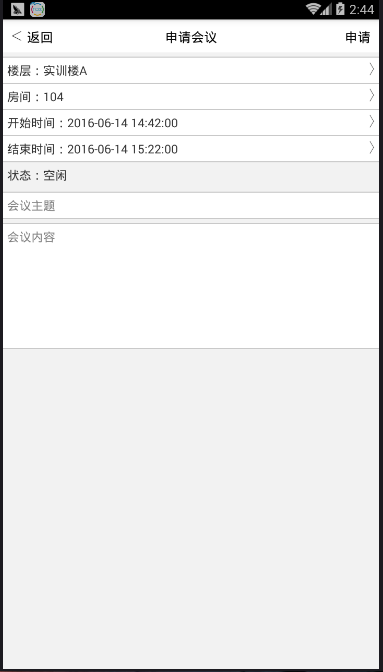 2:44
< 返回
申请会议
申请
楼层：实训楼A
房间：104
开始时间：2016-06-14 14:42:00
结束时间：2016-06-14 15:22:00
状态：空闲
会议主题
会议内容